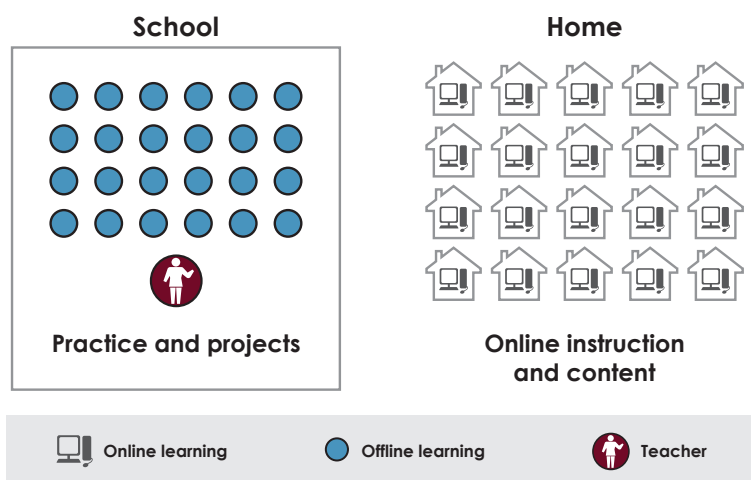 School
Home
Practice and projects
Online instruction
and content
Online learning
Offline learning
Teacher